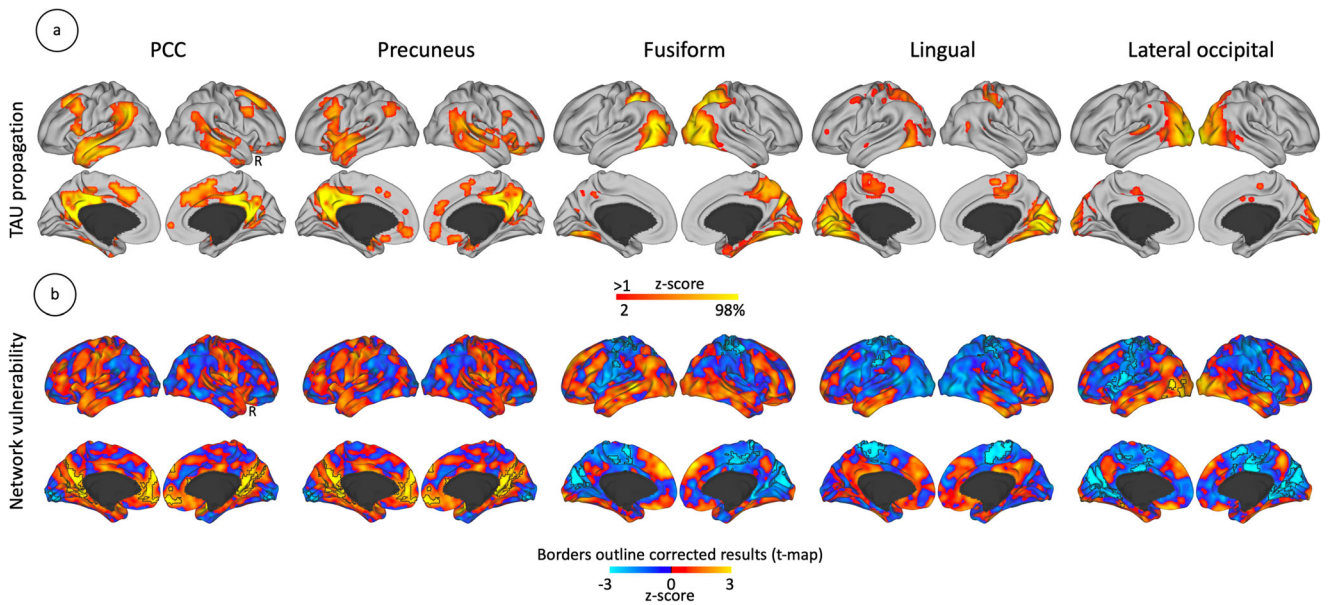 a
PCC
Precuneus
Fusiform
Lingual
Lateral occipital
TAU propagation
R
>1 z-score
2 98%
b
Network vulnerability
R
Borders outline corrected results (t-map)
-3 0 3
z-score